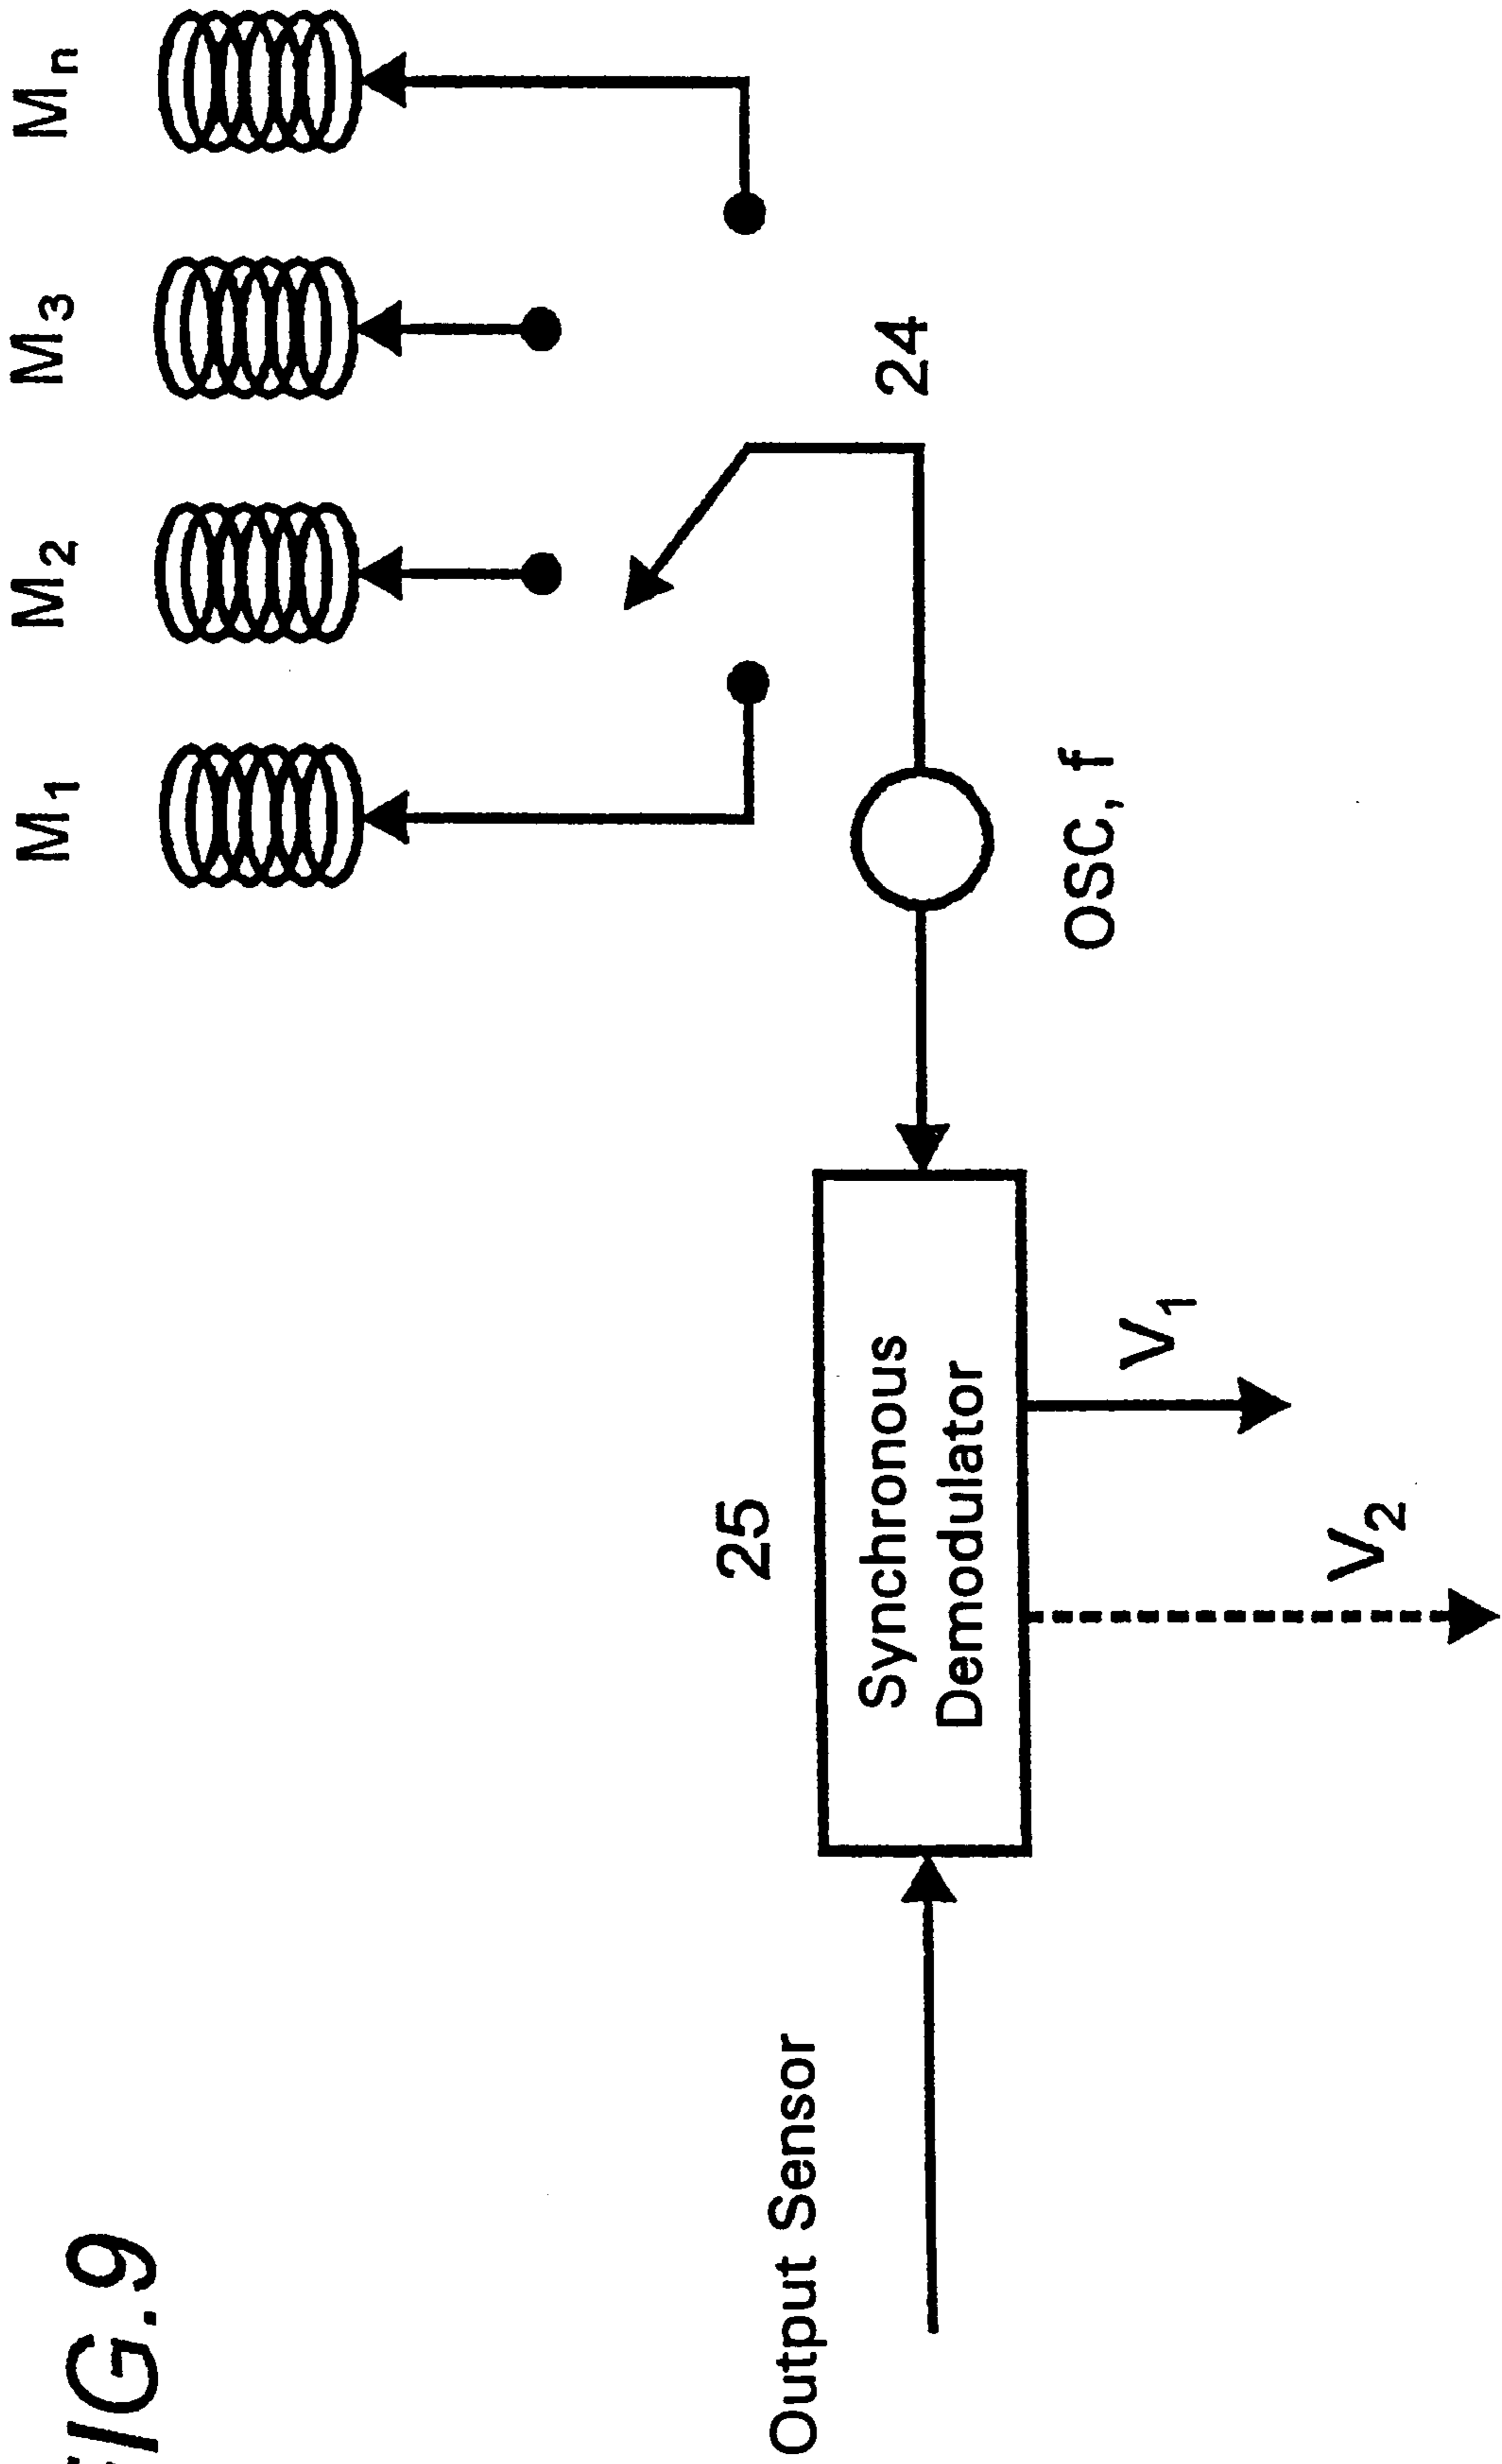 FIG.9
M1
M2
M3
Mn
24
OSC, f
25
Synchronous
Demodulator
Output Sensor
V1
V2